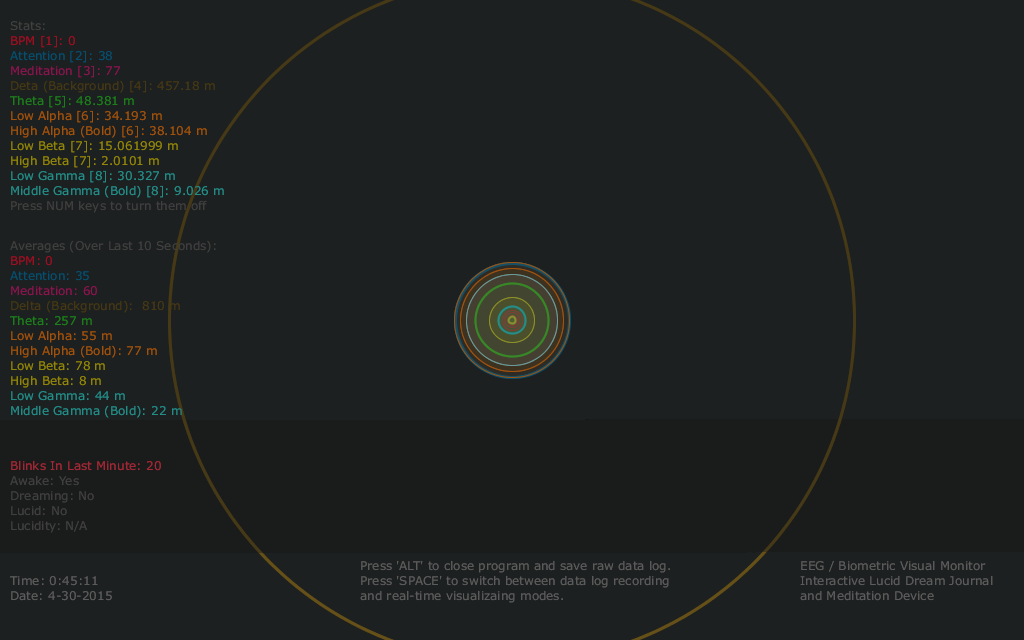 Stats:
BPM [1]: 0
Attention [2]: 38
Meditation [3]: 77
Deta (Background) [4]: 457.18 m
Theta [5]: 48.381 m
Low Alpha [6]: 34.193 m
High Alpha (Bold) [6]: 38.104 m
Low Beta [7]: 15.061999 m
High Beta [7]: 2.0101 m
Low Gamma [8]: 30.327 m
Middle Gamma (Bold) [8]: 9.026 m
Press NUM keys to turn them off
Averages (Over Last 10 Seconds):
BPM: 0
Attention: 35
Meditation: 60
Delta (Background):  810 m
Theta: 257 m
Low Alpha: 55 m
High Alpha (Bold): 77 m
Low Beta: 78 m
High Beta: 8 m
Low Gamma: 44 m
Middle Gamma (Bold): 22 m
Blinks In Last Minute: 20
Awake: Yes
Dreaming: No
Lucid: No
Lucidity: N/A
Time: 0:45:11
Date: 4-30-2015
Press 'ALT' to close program and save raw data log.
Press 'SPACE' to switch between data log recording
and real-time visualizaing modes.
EEG / Biometric Visual Monitor
Interactive Lucid Dream Journal
and Meditation Device